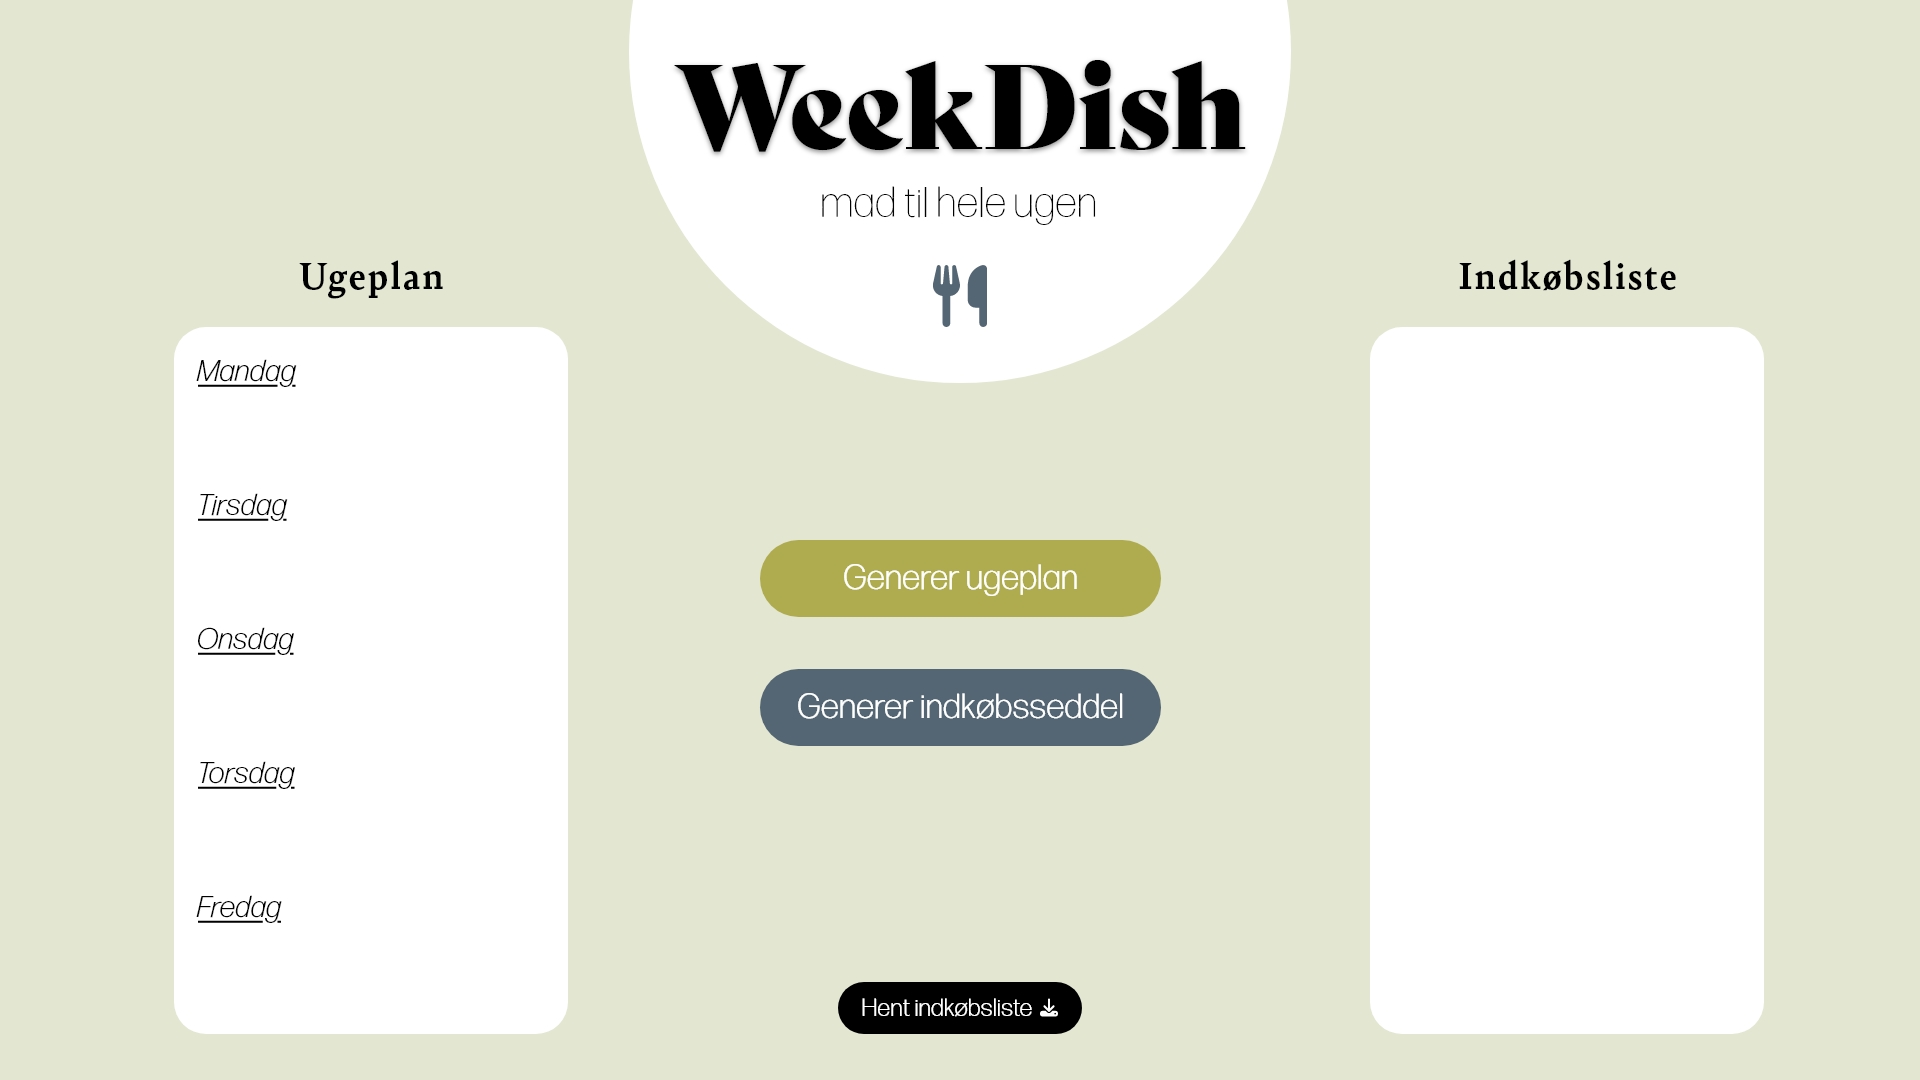 WeekDish
mad til hele ugen
Ugeplan
Mandag
Tirsdag
Onsdag
Torsdag
Fredag
Generer ugeplan
Generer indkøbsseddel
Hent indkøbsliste
Indkøbsliste